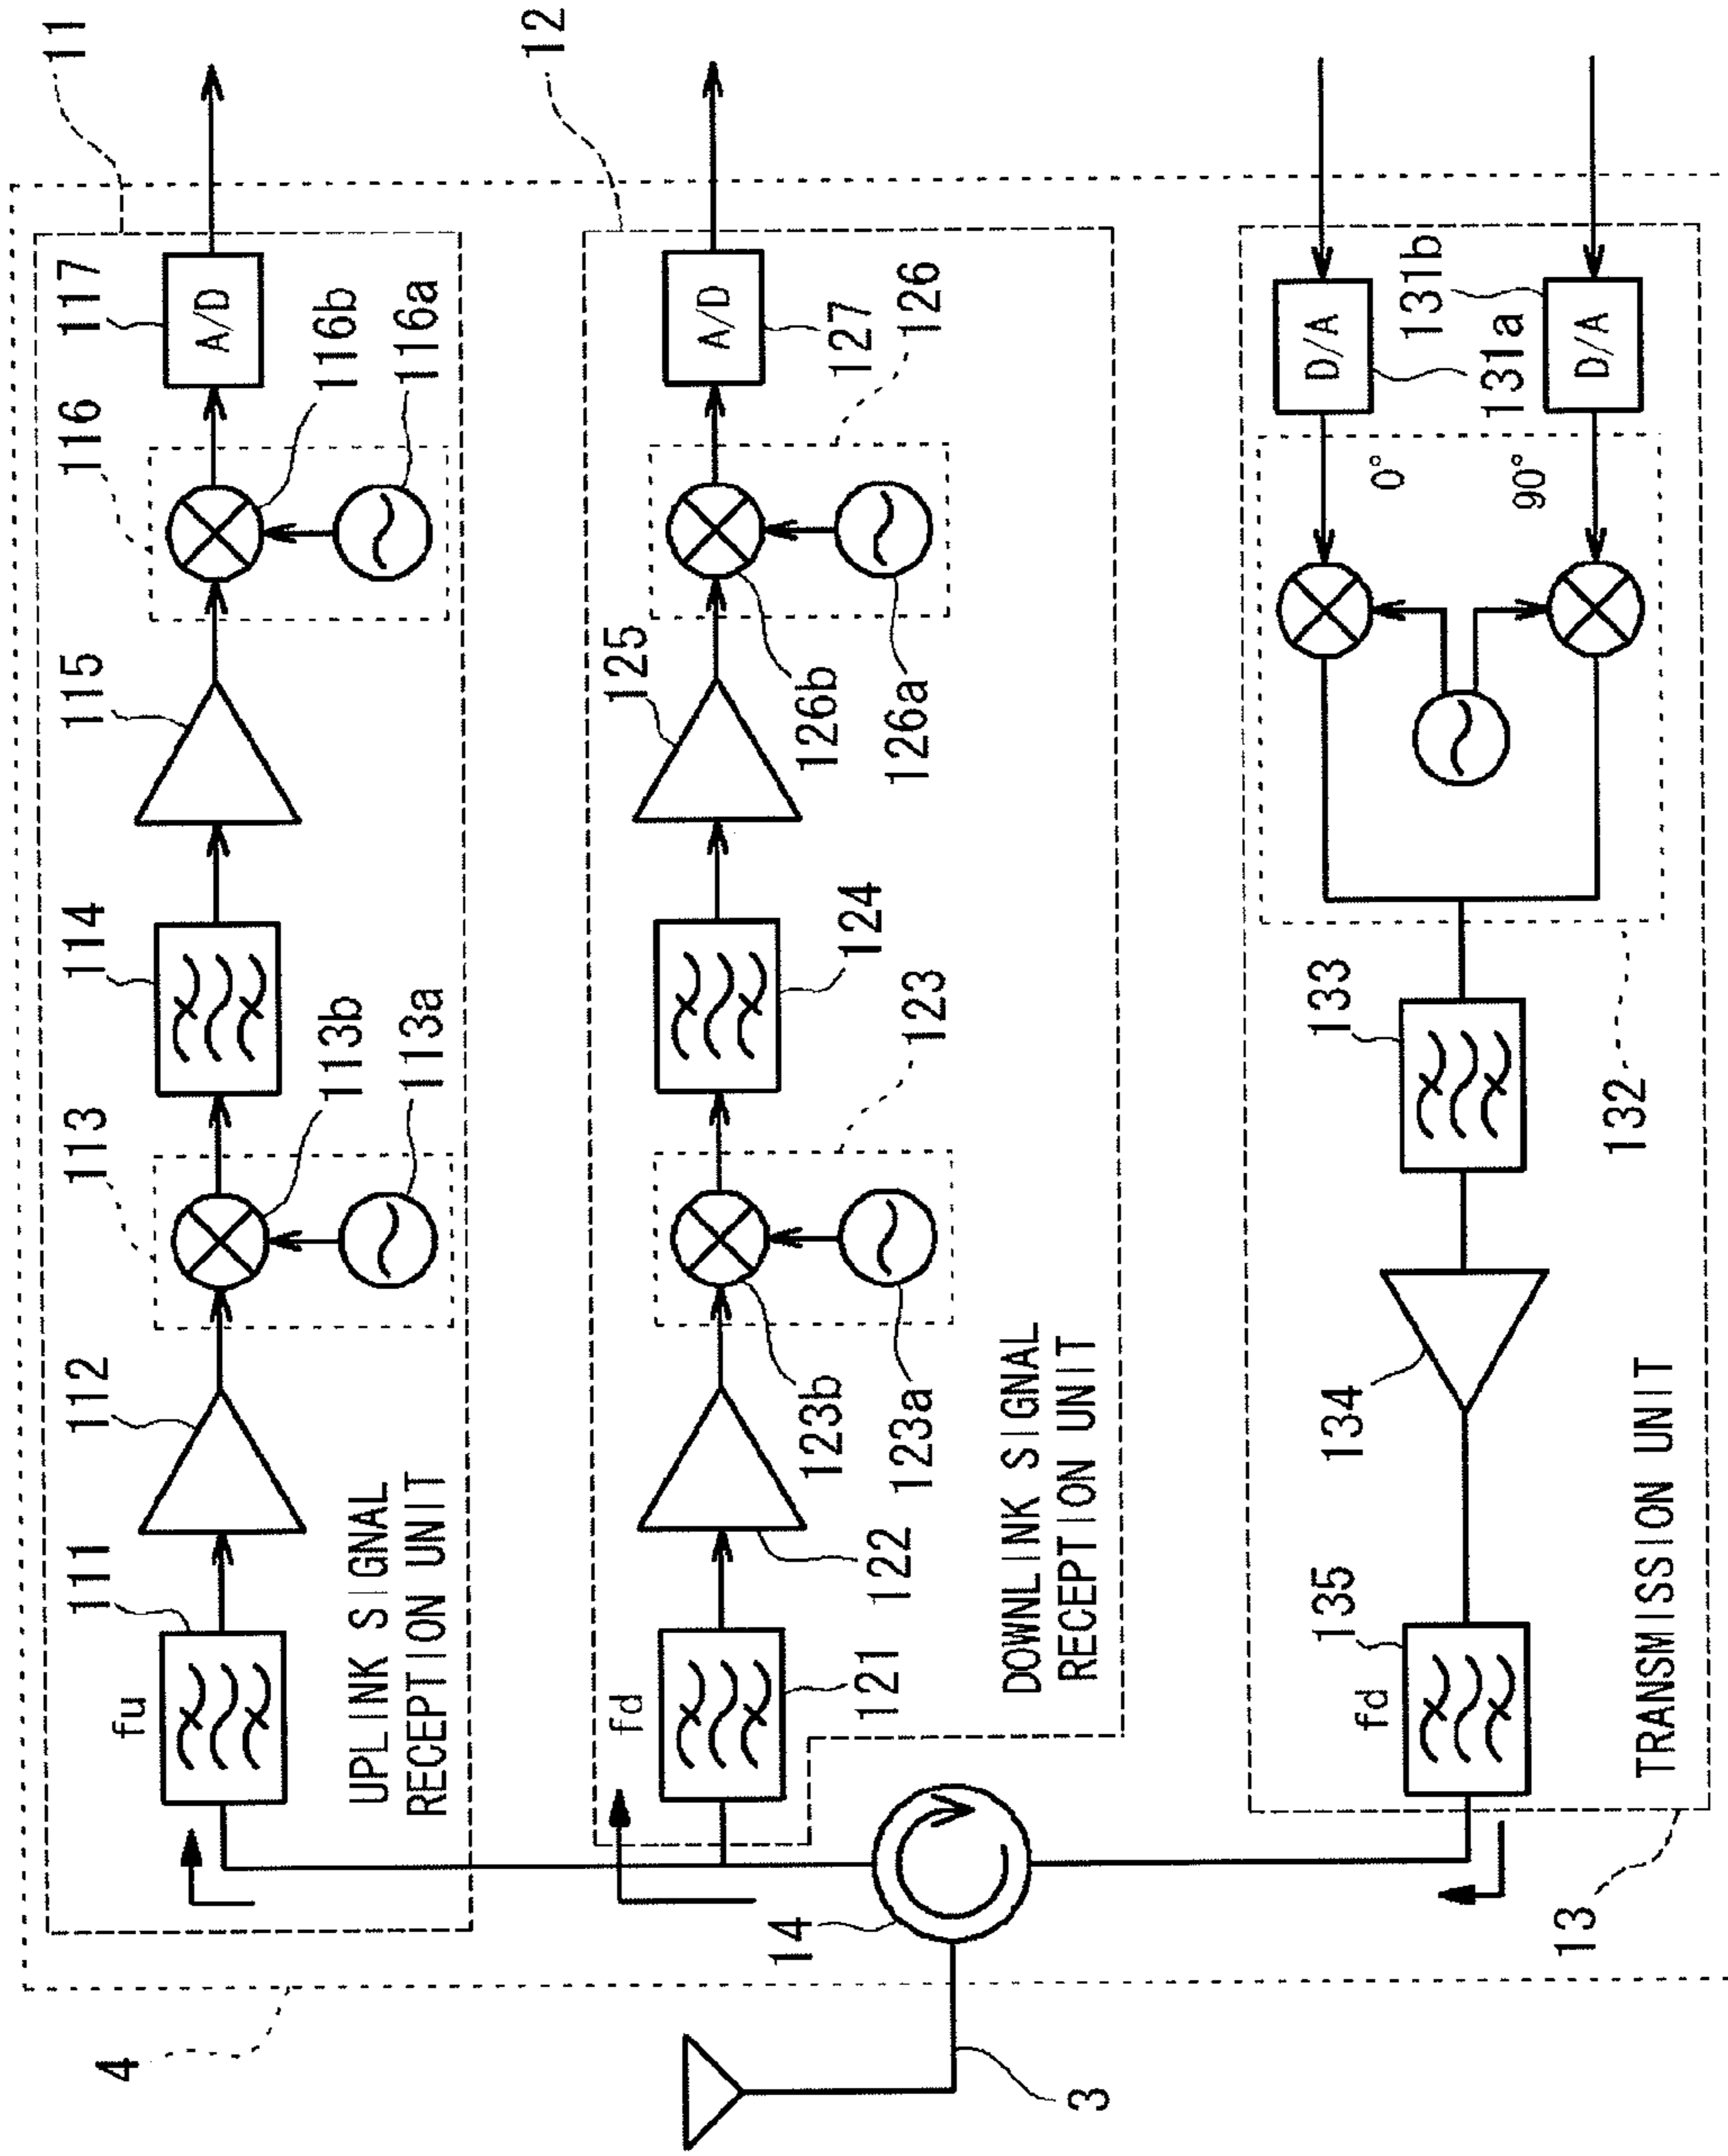 4
11
116
117
115
114
113
112
111
fu
116b
116a
113b
113a
A/D
UPLINK SIGNAL
RECEPTION UNIT
12
125
fd
A/D
127
126
126b
126a
124
123
123b
123a
122
121
DOWNLINK SIGNAL
RECEPTION UNIT
14
3
D/A
131b
131a
D/A
0°
90°
133
132
134
135
fd
TRANSMISSION UNIT
13